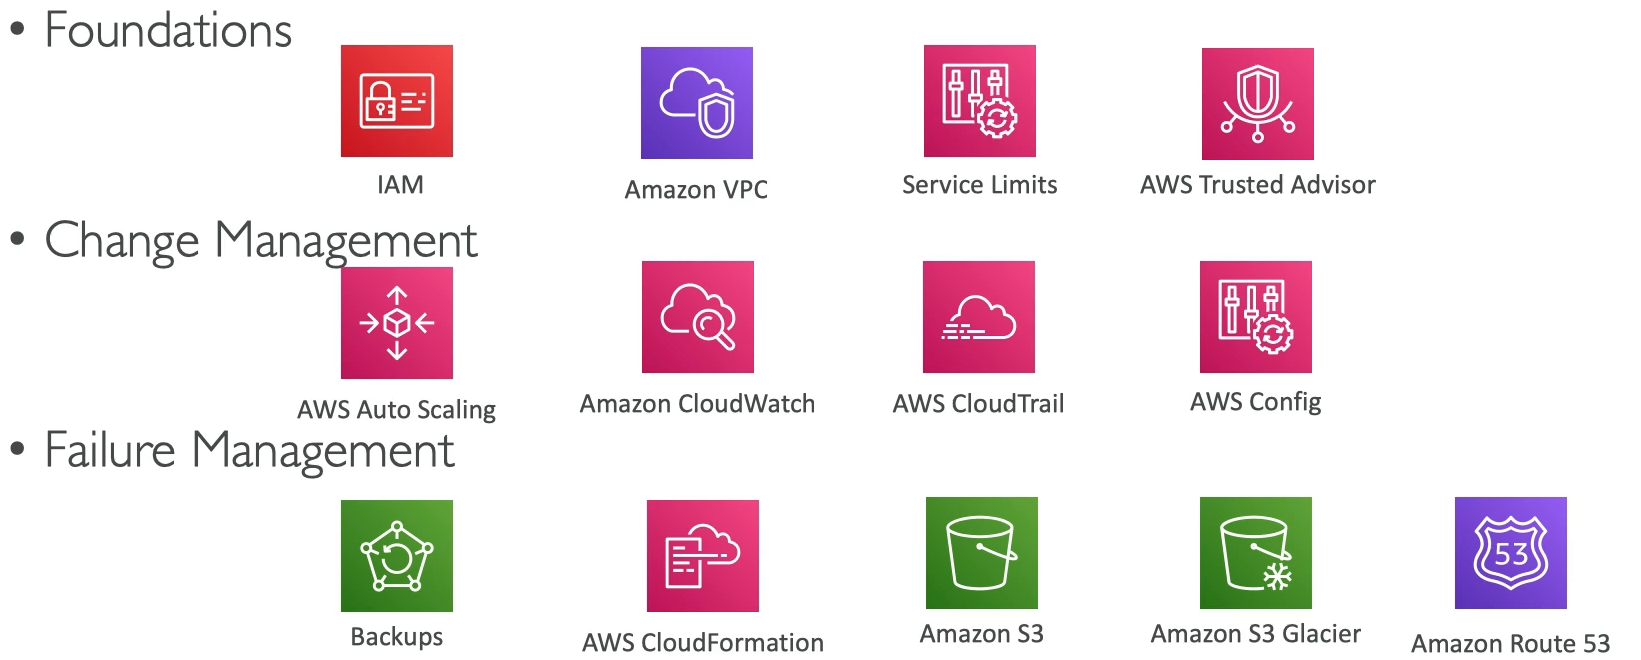 • Foundations
IAM
Amazon VPC
Service Limits
AWS Trusted Advisor
• Change Management
AWS Auto Scaling
Amazon CloudWatch
AWS CloudTrail
AWS Config
• Failure Management
Backups
AWS CloudFormation
Amazon S3
Amazon S3 Glacier
53
Amazon Route 53